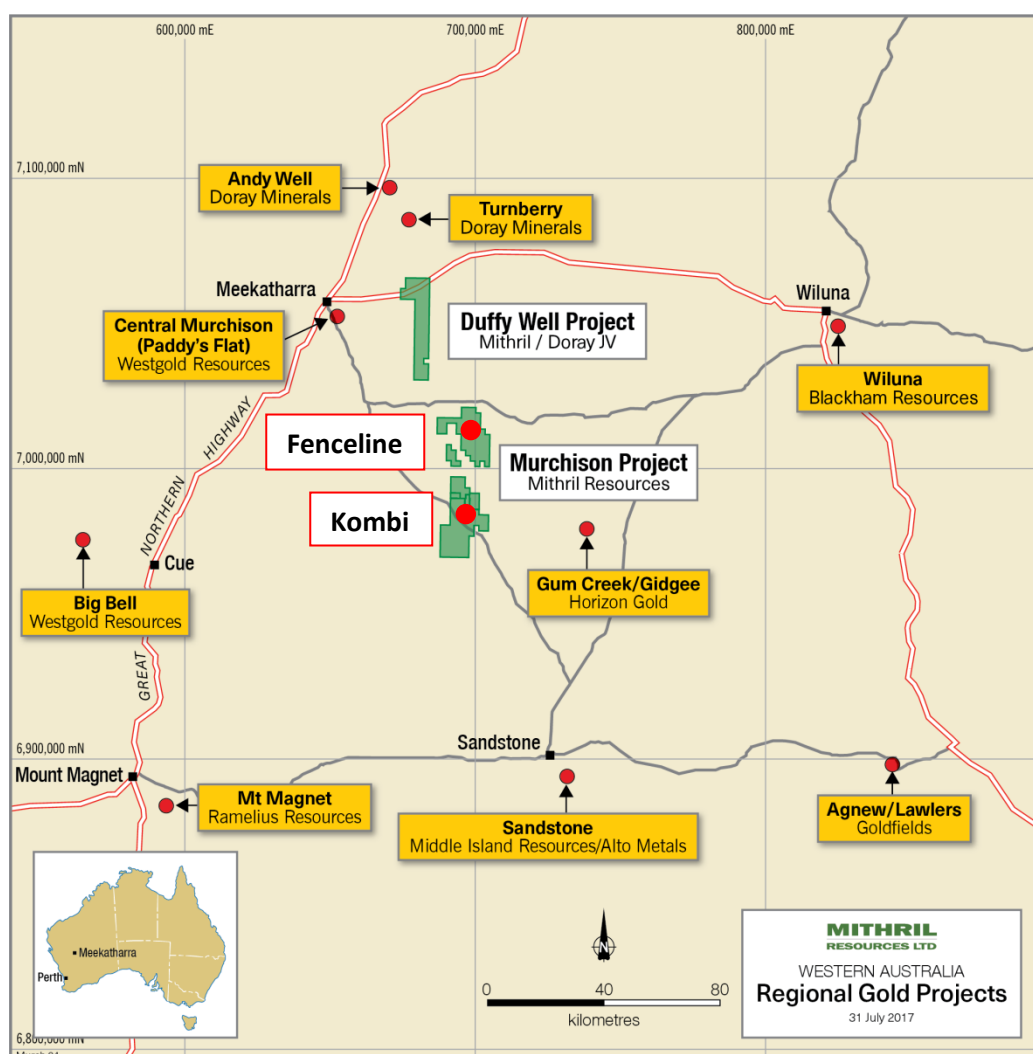 600,000 mE
700,000 mE
800,000 mE
7,100,000 mN
Andy Well
Doray Minerals
Turnberry
Doray Minerals
Meekatharra
Wiluna
Central Murchison
(Paddy's Flat)
Westgold Resources
Duffy Well Project
Mithril / Doray JV
Wiluna
Blackham Resources
GREAT NORTHERN HIGHWAY
Fenceline
7,000,000 mN
Murchison Project
Mithril Resources
Kombi
Cue
Big Bell
Westgold Resources
Gum Creek/Gidgee
Horizon Gold
Sandstone
6,900,000 mN
Mount Magnet
Mt Magnet
Ramelius Resources
Sandstone
Middle Island Resources/Alto Metals
Agnew/Lawlers
Goldfields
Meekatharra
Perth
N
0 40 80
kilometres
MITHRIL
RESOURCES LTD
WESTERN AUSTRALIA
Regional Gold Projects
31 July 2017
6,800,000 mN